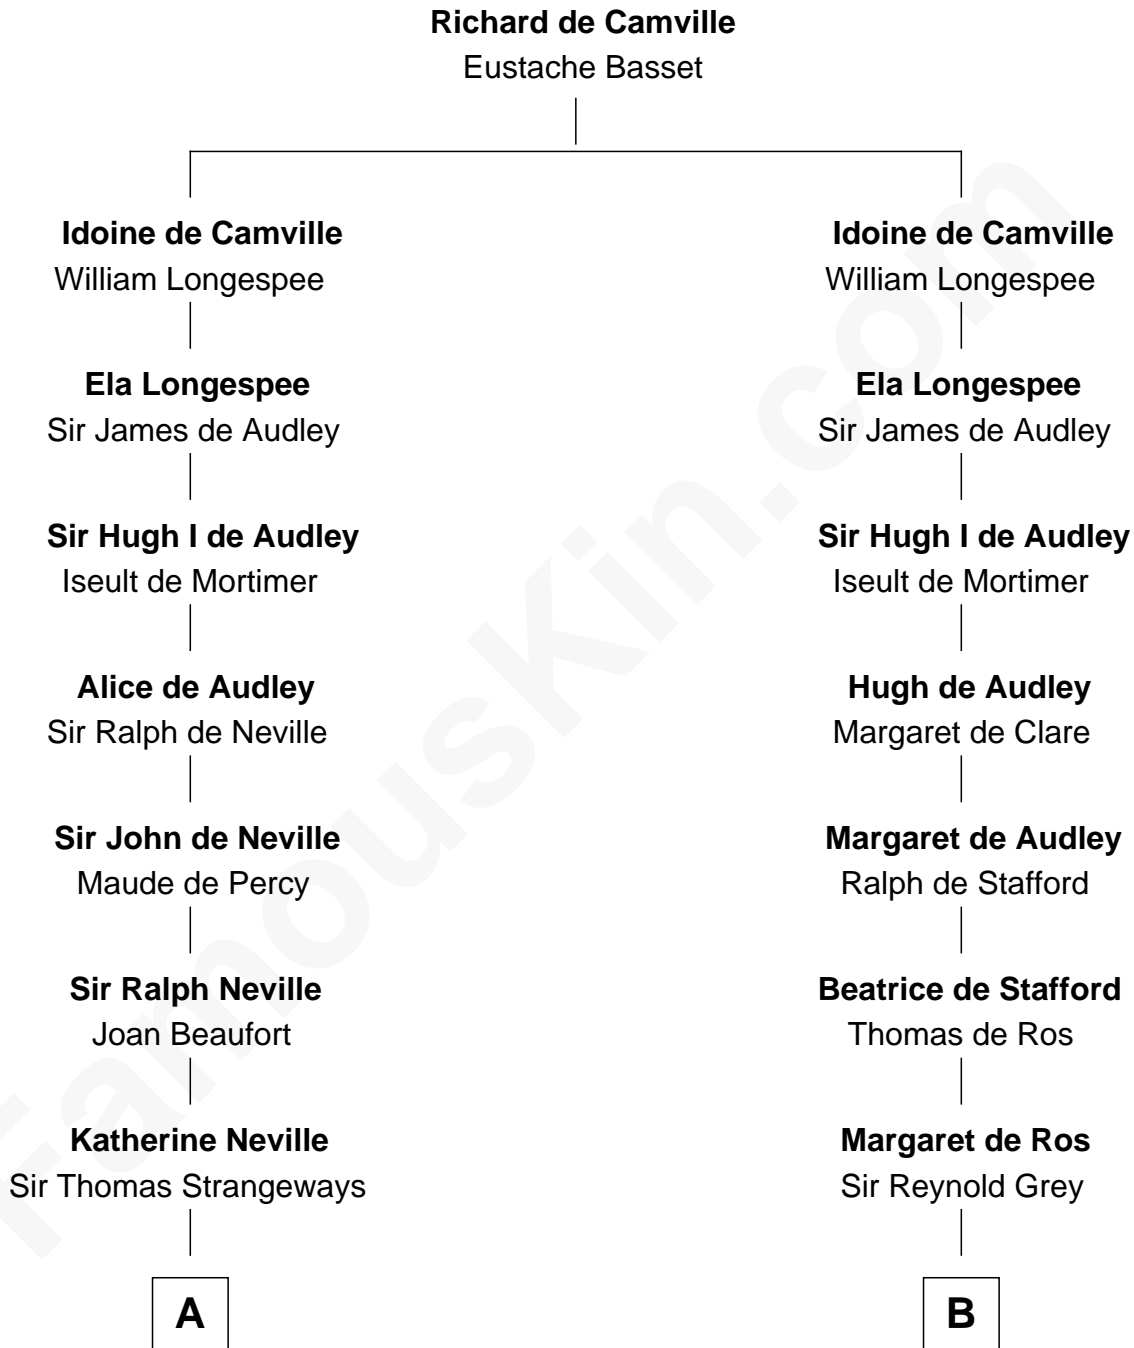 Richard de Camville
Eustache Basset
Idoine de Camville
William Longespee
Ela Longespee
Sir James de Audley
Sir Hugh I de Audley
Iseult de Mortimer
Alice de Audley
Sir Ralph de Neville
Sir John de Neville
Maude de Percy
Sir Ralph Neville
Joan Beaufort
Katherine Neville
Sir Thomas Strangeways
A
Idoine de Camville
William Longespee
Ela Longespee
Sir James de Audley
Sir Hugh I de Audley
Iseult de Mortimer
Hugh de Audley
Margaret de Clare
Margaret de Audley
Ralph de Stafford
Beatrice de Stafford
Thomas de Ros
Margaret de Ros
Sir Reynold Grey
B
FamousKin.com